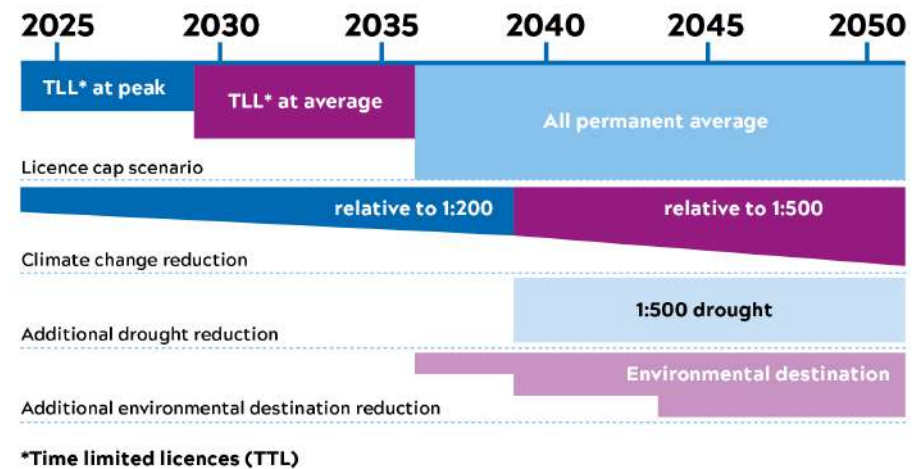 2025 2030 2035 2040 2045 2050
TLL* at peak
TLL* at average
All permanent average
Licence cap scenario
relative to 1:200
relative to 1:500
Climate change reduction
1:500 drought
Additional drought reduction
Environmental destination
Additional environmental destination reduction
*Time limited licences (TTL)